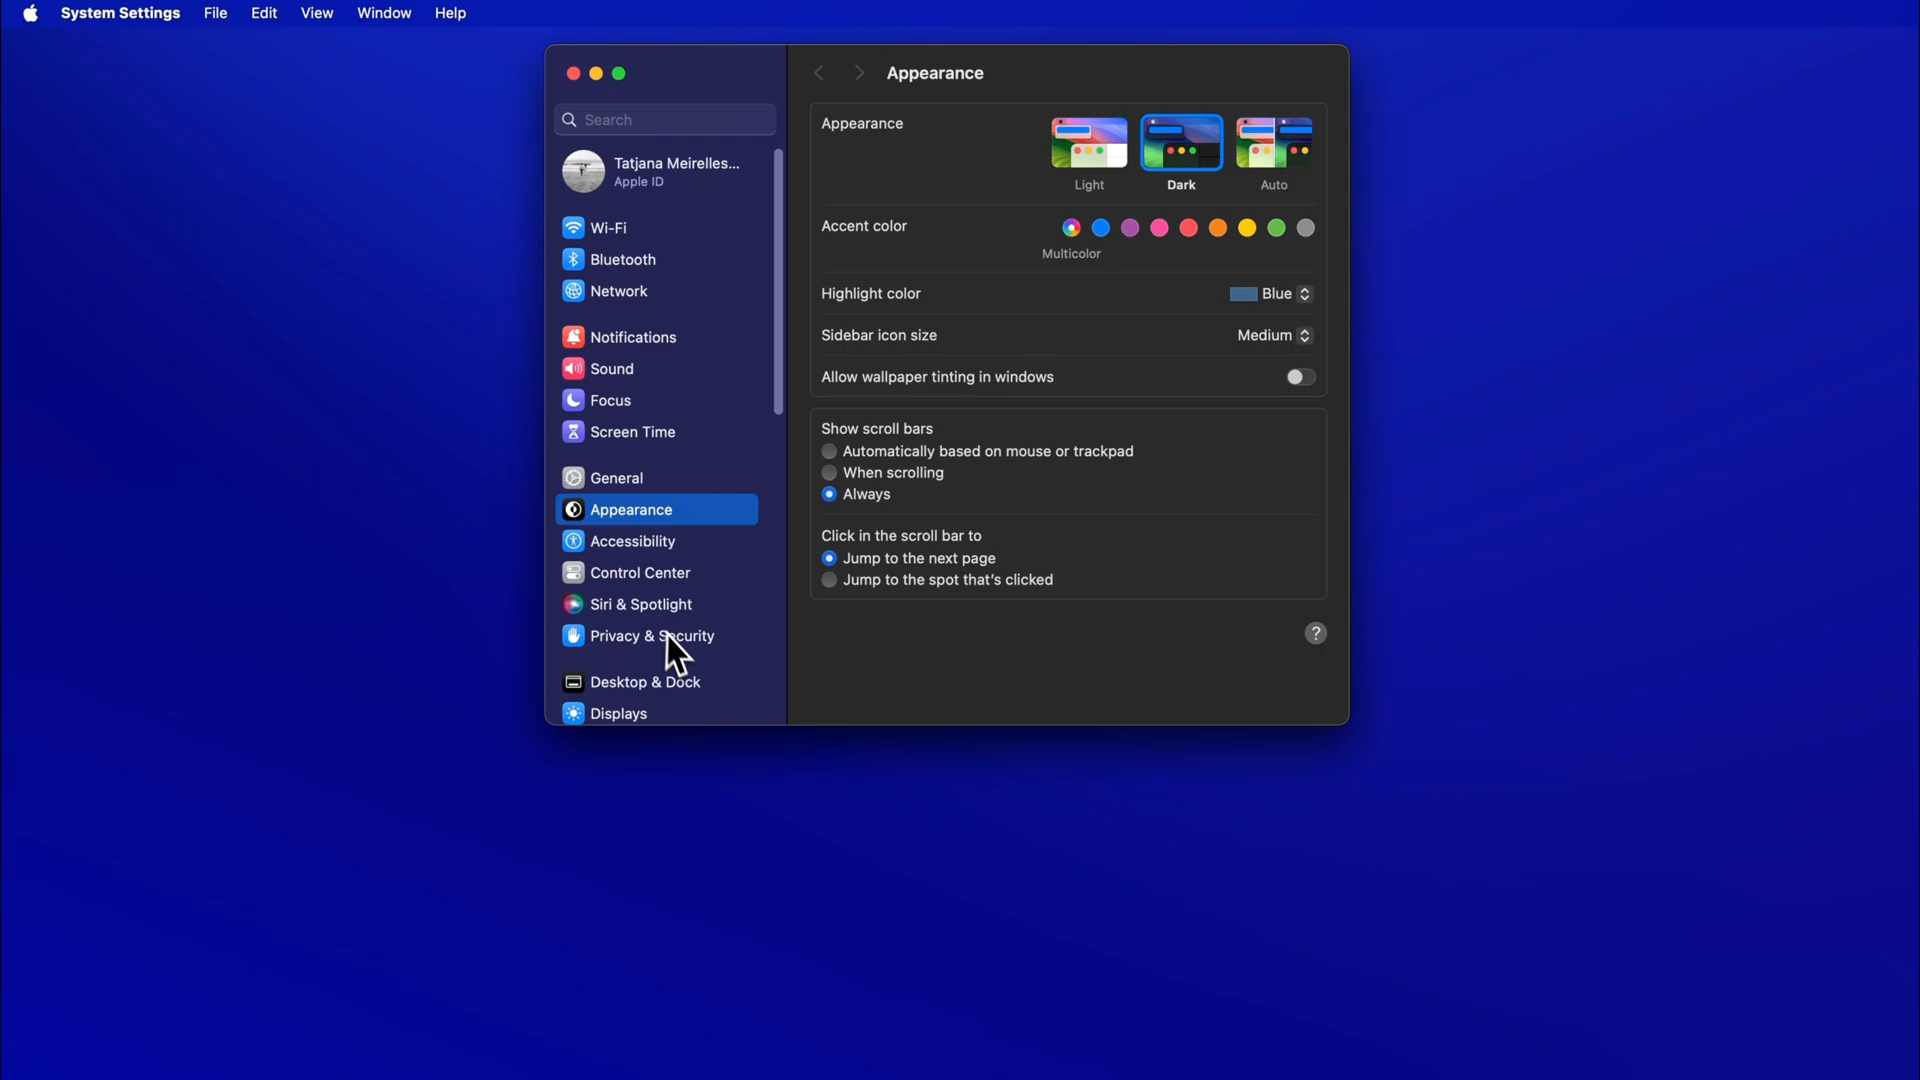 System Settings File Edit View Window Help
Appearance
Search
Tatjana Meirelles...
Apple ID
Wi-Fi
Bluetooth
Network
Notifications
Sound
Focus
Screen Time
General
Appearance
Accessibility
Control Center
Siri & Spotlight
Privacy & Security
Desktop & Dock
Displays
Appearance
Light Dark Auto
Accent color
Multicolor
Highlight color Blue
Sidebar icon size Medium
Allow wallpaper tinting in windows
Show scroll bars
Automatically based on mouse or trackpad
When scrolling
Always
Click in the scroll bar to
Jump to the next page
Jump to the spot that's clicked
?